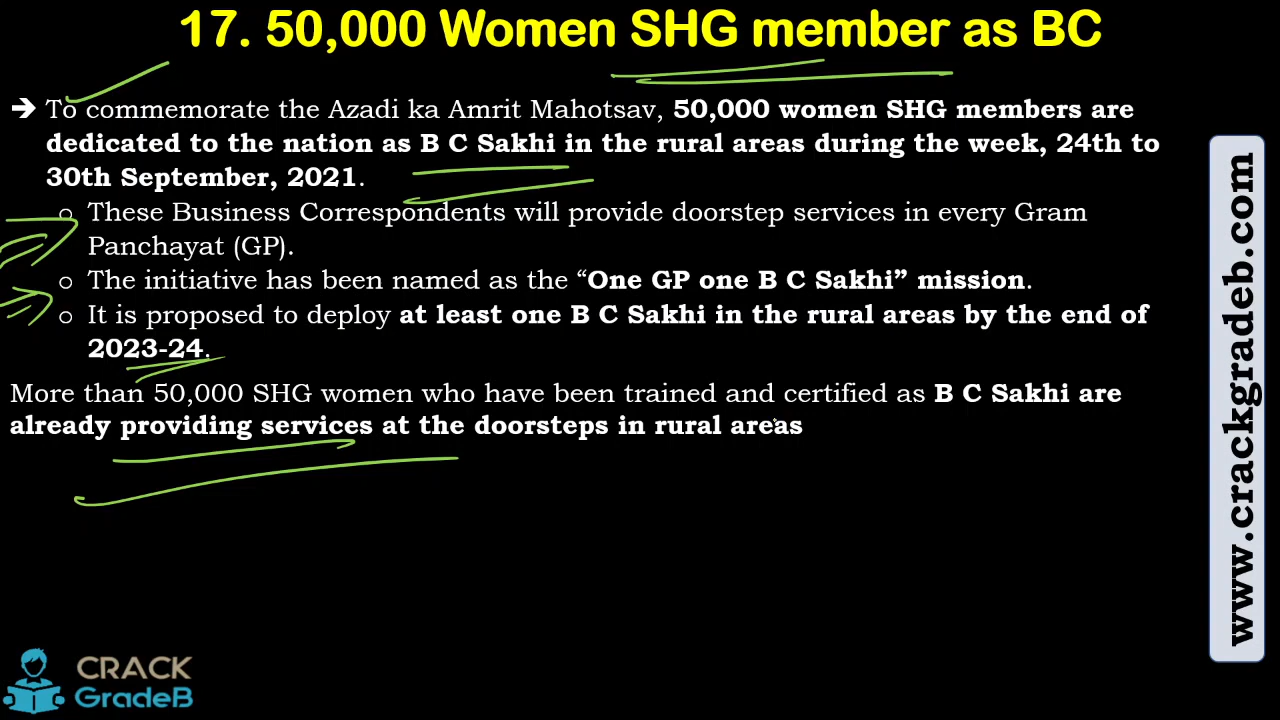 17. 50,000 Women SHG member as BC
➔ To commemorate the Azadi ka Amrit Mahotsav, 50,000 women SHG members are
dedicated to the nation as B C Sakhi in the rural areas during the week, 24th to
30th September, 2021.
o These Business Correspondents will provide doorstep services in every Gram
Panchayat (GP).
o The initiative has been named as the “One GP one B C Sakhi” mission.
o It is proposed to deploy at least one B C Sakhi in the rural areas by the end of
2023-24.
More than 50,000 SHG women who have been trained and certified as B C Sakhi are
already providing services at the doorsteps in rural areas
www.crackgradeb.com
CRACK
GradeB